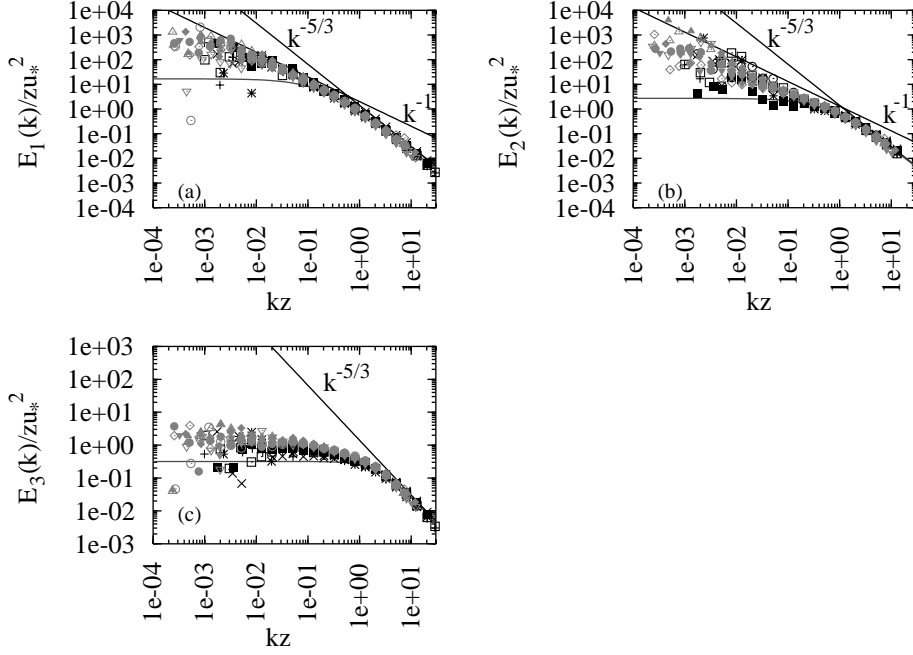 1e+04
1e+03
1e+02
1e+01
1e+00
1e-01
1e-02
1e-03
1e-04
E₁(k)/zu*²
k⁻⁵/³
k⁻¹
(a)
1e-04
1e-03
1e-02
1e-01
1e+00
1e+01
kz
1e+04
1e+03
1e+02
1e+01
1e+00
1e-01
1e-02
1e-03
1e-04
E₂(k)/zu*²
k⁻⁵/³
k⁻¹
(b)
1e-04
1e-03
1e-02
1e-01
1e+00
1e+01
kz
1e+03
1e+02
1e+01
1e+00
1e-01
1e-02
1e-03
E₃(k)/zu*²
k⁻⁵/³
(c)
1e-04
1e-03
1e-02
1e-01
1e+00
1e+01
kz